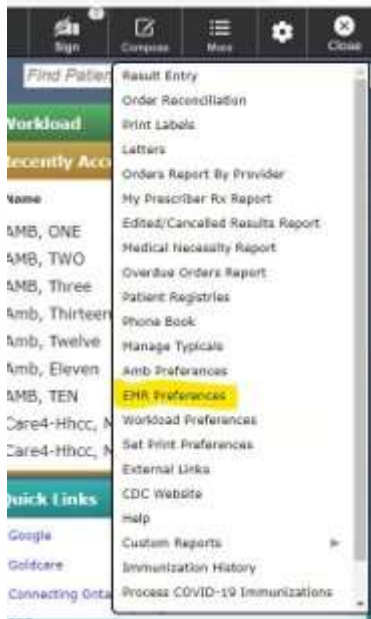 Sign
Compose
More
Close
Find Patien
Workload
Recently Acc
Name
AMB, ONE
AMB, TWO
AMB, Three
Amb, Thirteen
Amb, Twelve
Amb, Eleven
AMB, TEN
Care4-Hhcc, N
Care4-Hhcc, N
Quick Links
Google
Goldcare
Connecting Onta
Result Entry
Order Reconciliation
Print Labels
Letters
Orders Report By Provider
My Prescriber Rx Report
Edited/Cancelled Results Report
Medical Necessity Report
Overdue Orders Report
Patient Registries
Phone Book
Manage Typicals
Amb Preferences
EMR Preferences
Workload Preferences
Set Print Preferences
External Links
CDC Website
Help
Custom Reports
Immunization History
Process COVID-19 Immunizations